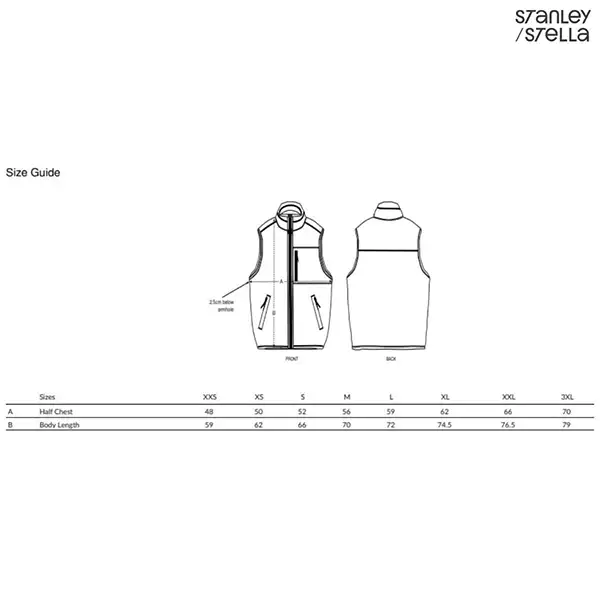 STANLEY
/STELLA
Size Guide
A
2.5cm below
armhole
B
FRONT
BACK
Sizes XXS XS S M L XL XXL 3XL
A Half Chest 48 50 52 56 59 62 66 70
B Body Length 59 62 66 70 72 74.5 76.5 79